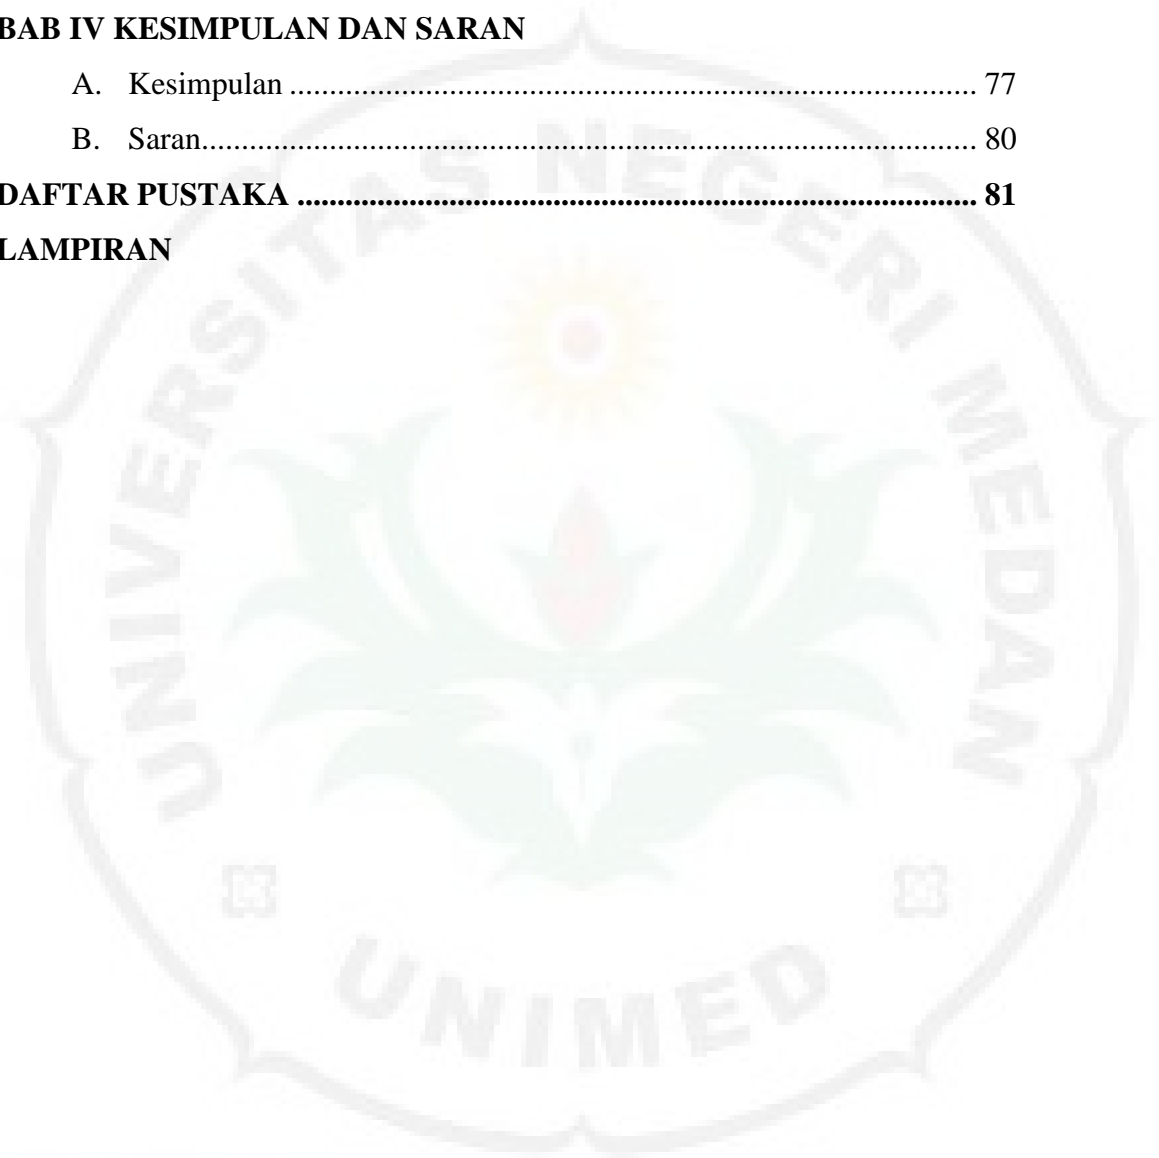 BAB IV KESIMPULAN DAN SARAN
A. Kesimpulan ..................................................................................... 77
B. Saran................................................................................................ 80
DAFTAR PUSTAKA ..................................................................................... 81
LAMPIRAN
UNIVERSITAS NEGERI MEDAN
UNIMED